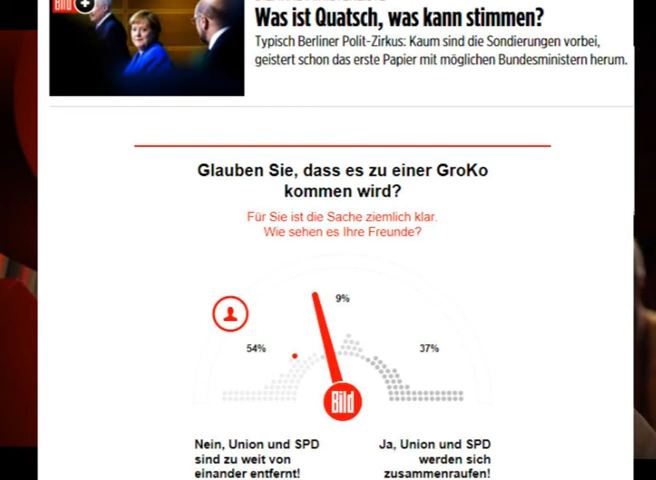 Bild +
Was ist Quatsch, was kann stimmen?
Typisch Berliner Polit-Zirkus: Kaum sind die Sondierungen vorbei,
geistert schon das erste Papier mit möglichen Bundesministern herum.
Glauben Sie, dass es zu einer GroKo
kommen wird?
Für Sie ist die Sache ziemlich klar.
Wie sehen es Ihre Freunde?
9%
54%
37%
Bild
Nein, Union und SPD
sind zu weit von
einander entfernt!
Ja, Union und SPD
werden sich
zusammenraufen!